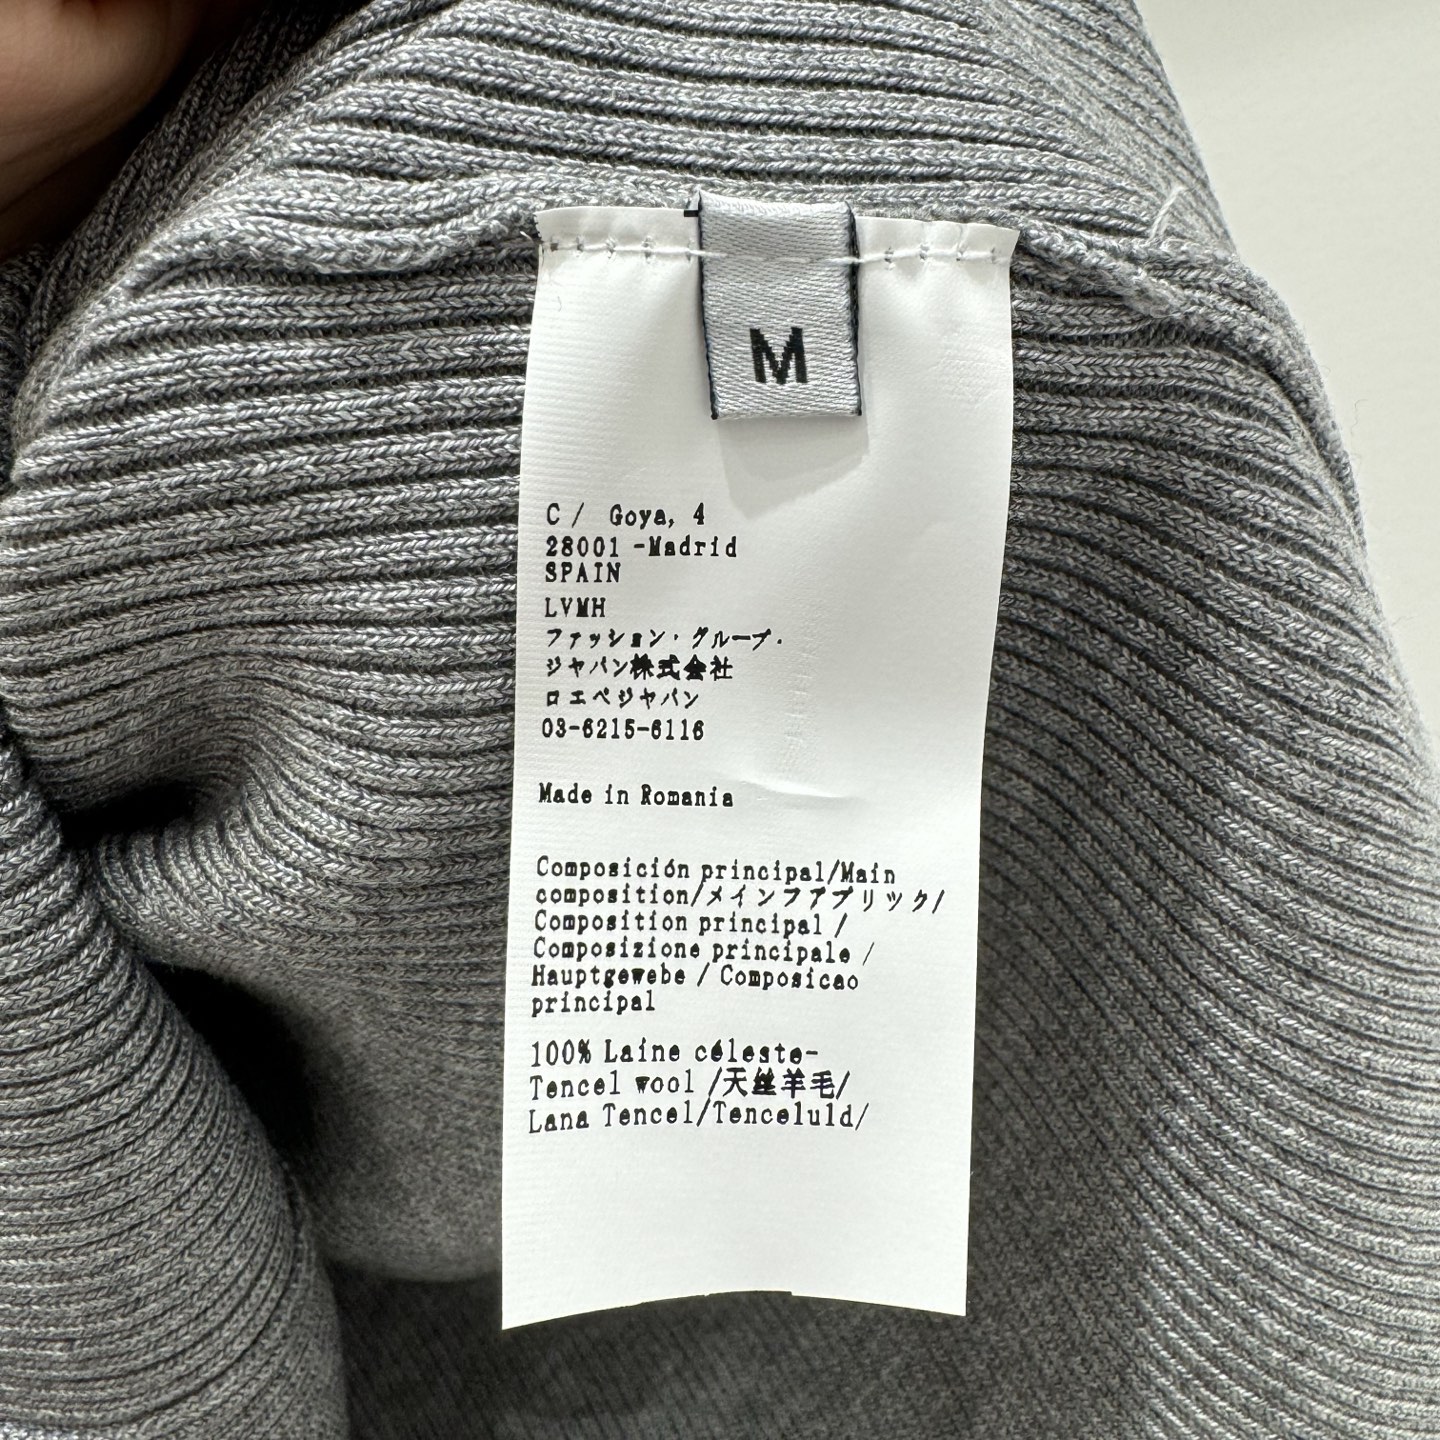 M
C/ Goya, 4
28001 -Madrid
SPAIN
LVMH
ファッション・グループ・
ジャパン株式会社
ロエベジャパン
03-6215-6116
Made in Romania
Composición principal/Main
composition/メインファブリック/
Composition principal /
Composizione principale /
Hauptgewebe / Composicao
principal
100% Laine céleste-
Tencel wool /天丝羊毛/
Lana Tencel/Tenceluld/